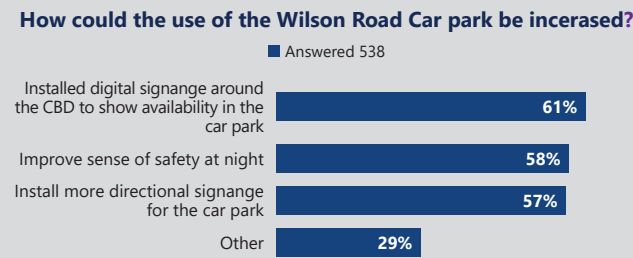 How could the use of the Wilson Road Car park be incerased?
Answered 538
Installed digital signange around
the CBD to show availability in the
car park
61%
Improve sense of safety at night
58%
Install more directional signange
for the car park
57%
Other
29%